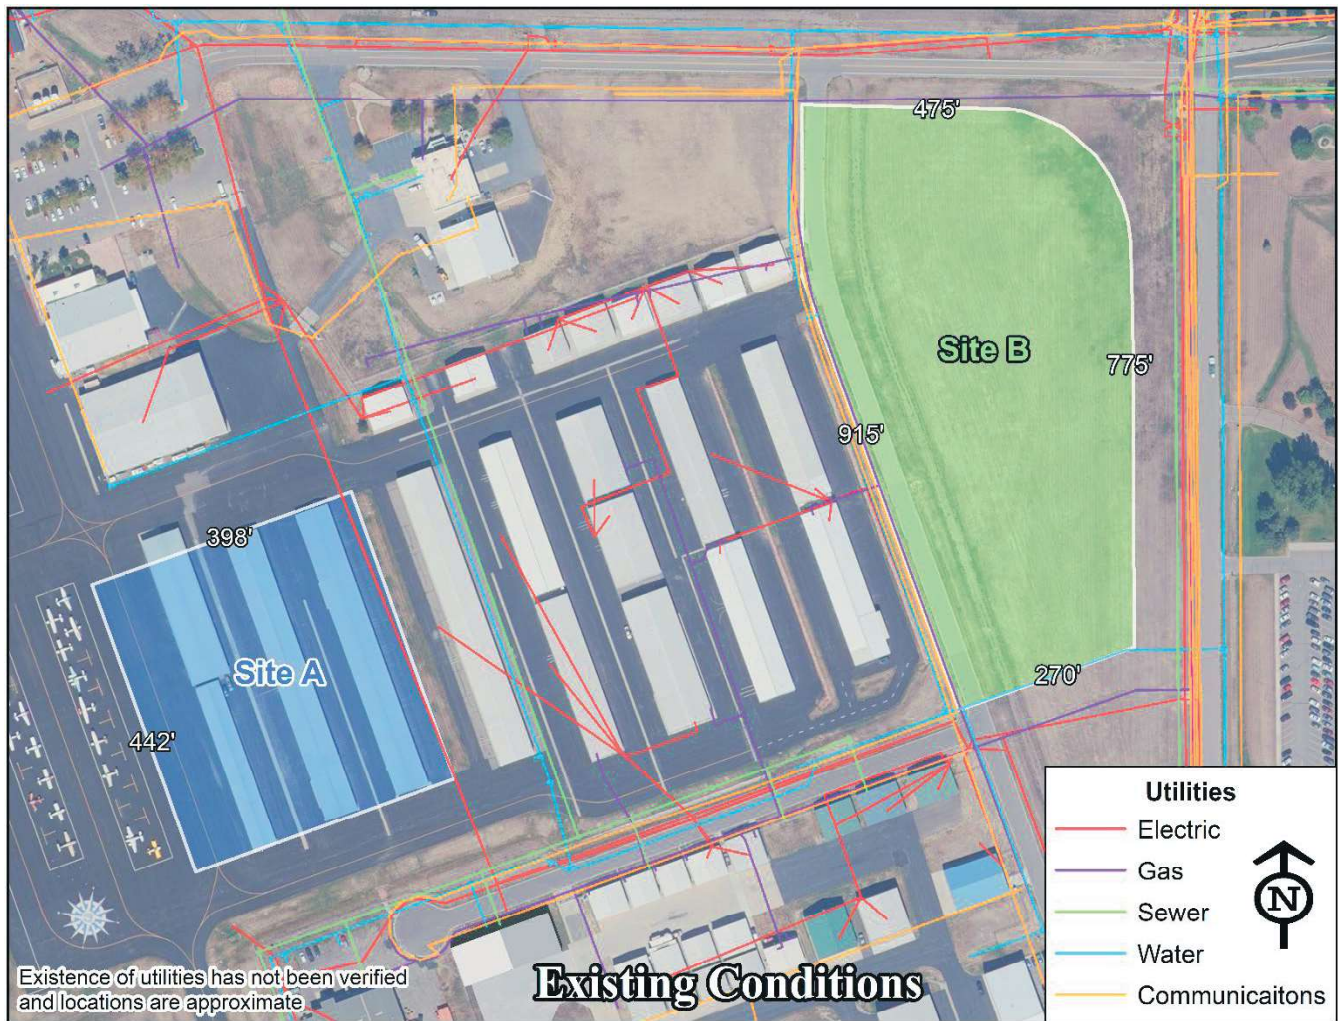 475'
Site B
775'
915'
398'
Site A
442'
270'
Utilities
Electric
Gas
Sewer
Water
Communicaitons
N
Existence of utilities has not been verified
and locations are approximate
Existing Conditions